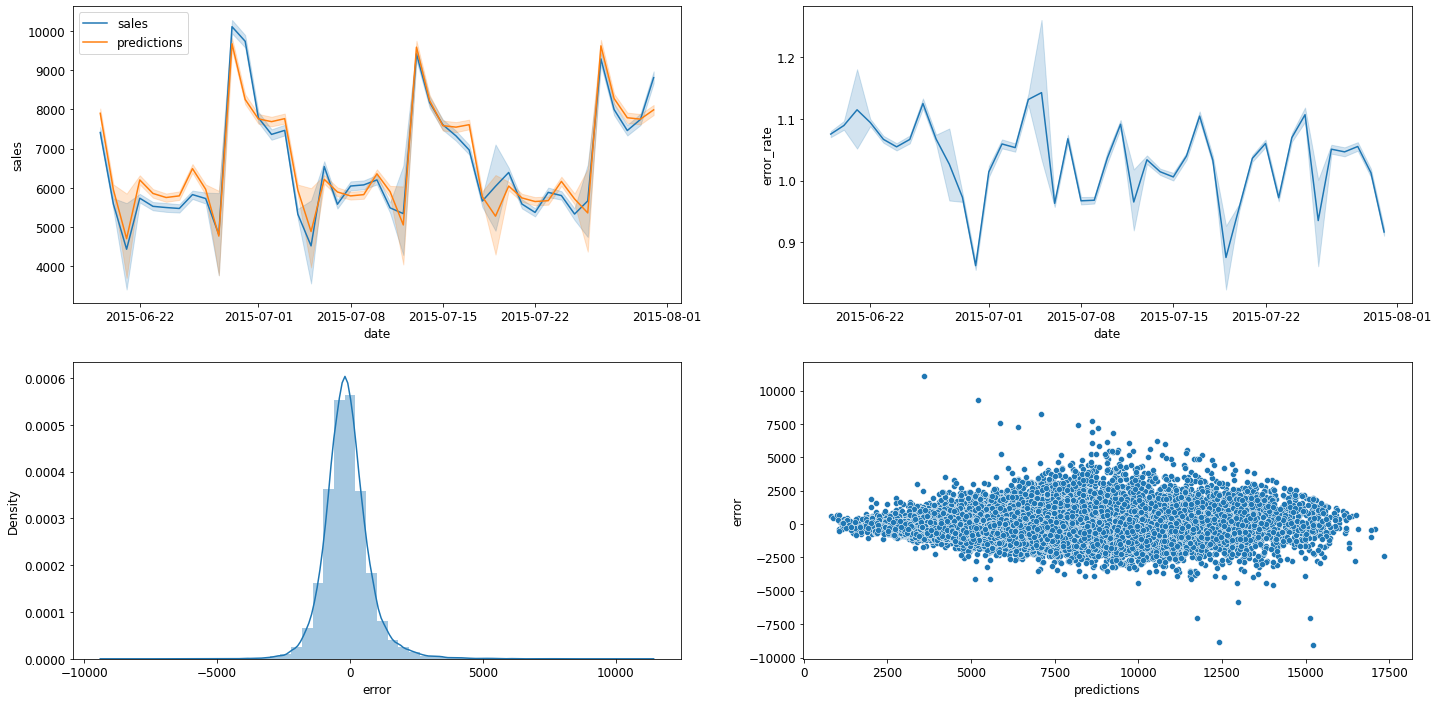 sales
predictions
10000
9000
8000
7000
6000
5000
4000
sales
2015-06-22 2015-07-01 2015-07-08 2015-07-15 2015-07-22 2015-08-01
date
1.2
1.1
1.0
0.9
error_rate
2015-06-22 2015-07-01 2015-07-08 2015-07-15 2015-07-22 2015-08-01
date
0.0006
0.0005
0.0004
0.0003
0.0002
0.0001
0.0000
Density
−10000 −5000 0 5000 10000
error
10000
7500
5000
2500
0
−2500
−5000
−7500
−10000
error
0 2500 5000 7500 10000 12500 15000 17500
predictions